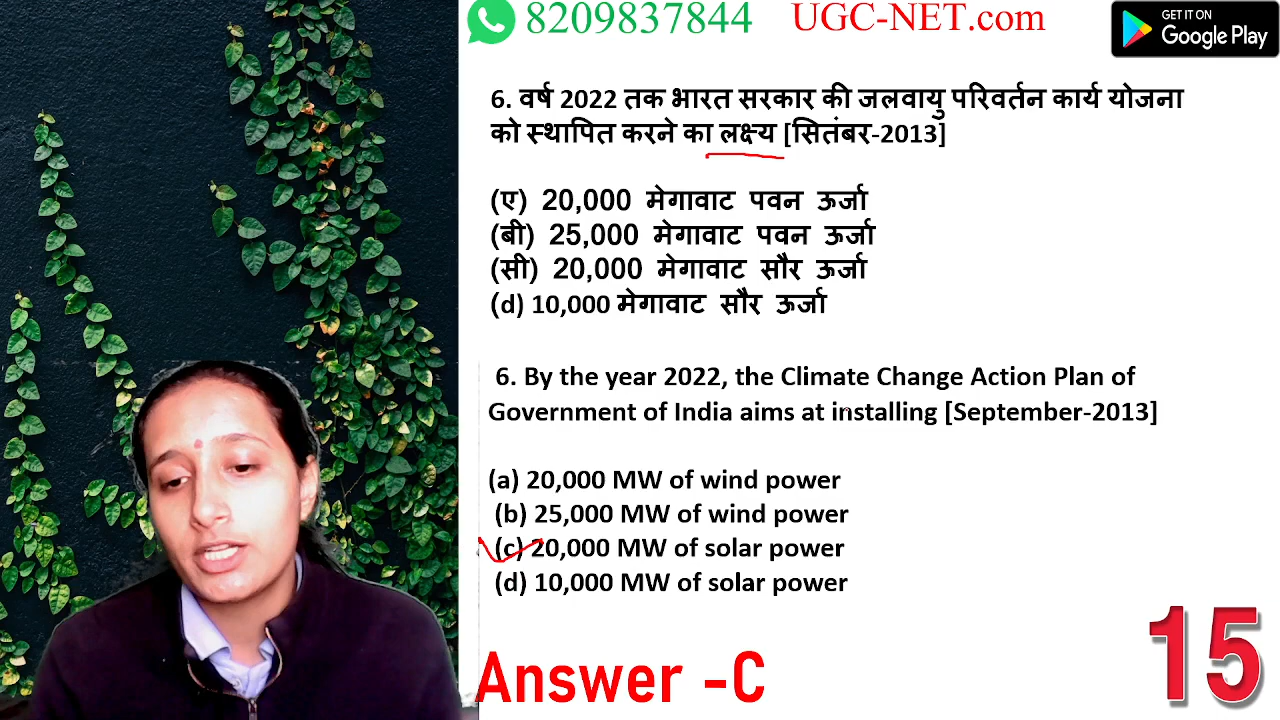 8209837844 UGC-NET.com
GET IT ON
Google Play
6. वर्ष 2022 तक भारत सरकार की जलवायु परिवर्तन कार्य योजना
को स्थापित करने का लक्ष्य [सितंबर-2013]
(ए) 20,000 मेगावाट पवन ऊर्जा
(बी) 25,000 मेगावाट पवन ऊर्जा
(सी) 20,000 मेगावाट सौर ऊर्जा
(d) 10,000 मेगावाट सौर ऊर्जा
6. By the year 2022, the Climate Change Action Plan of
Government of India aims at installing [September-2013]
(a) 20,000 MW of wind power
(b) 25,000 MW of wind power
(c) 20,000 MW of solar power
(d) 10,000 MW of solar power
Answer -C
15